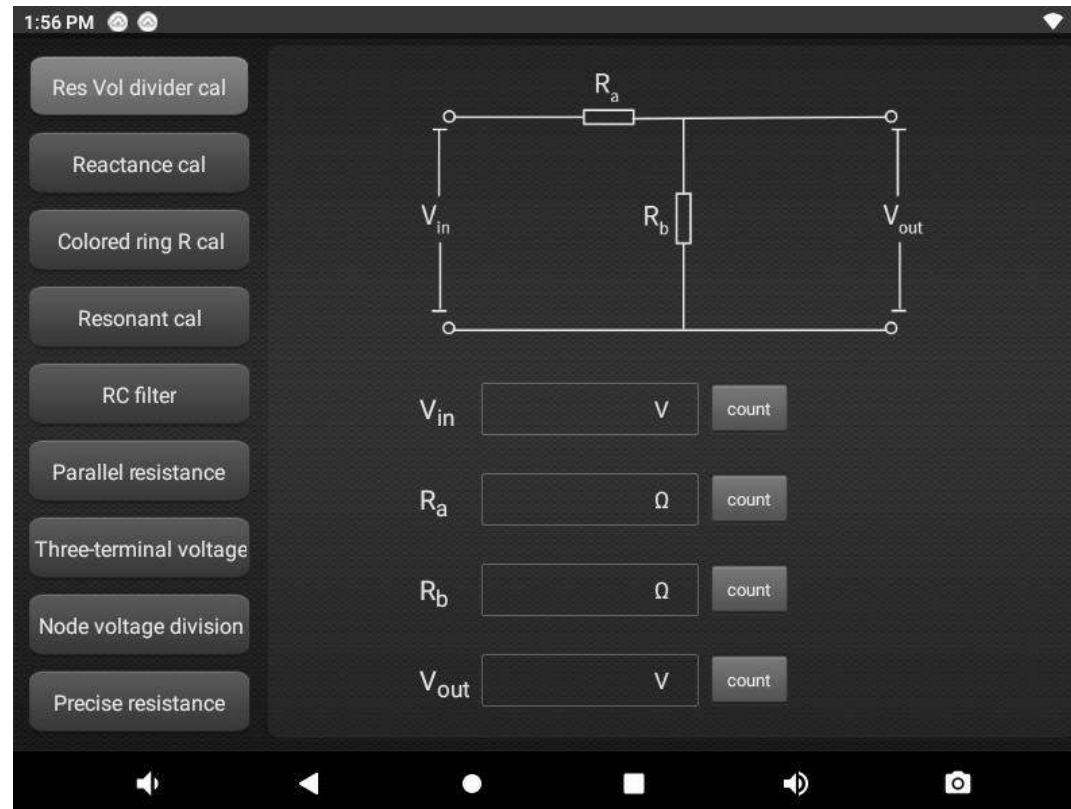 1:56 PM
Res Vol divider cal
Reactance cal
Colored ring R cal
Resonant cal
RC filter
Parallel resistance
Three-terminal voltage
Node voltage division
Precise resistance
Ra
Vin
Rb
Vout
Vin V count
Ra Ω count
Rb Ω count
Vout V count